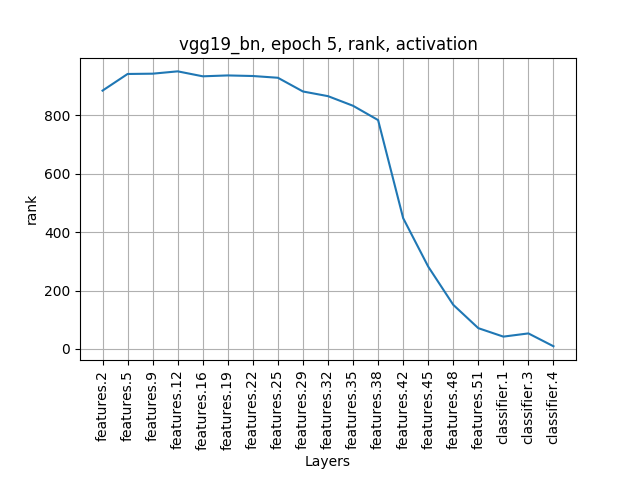 vgg19_bn, epoch 5, rank, activation
rank
800
600
400
200
0
features.2
features.5
features.9
features.12
features.16
features.19
features.22
features.25
features.29
features.32
features.35
features.38
features.42
features.45
features.48
features.51
classifier.1
classifier.3
classifier.4
Layers